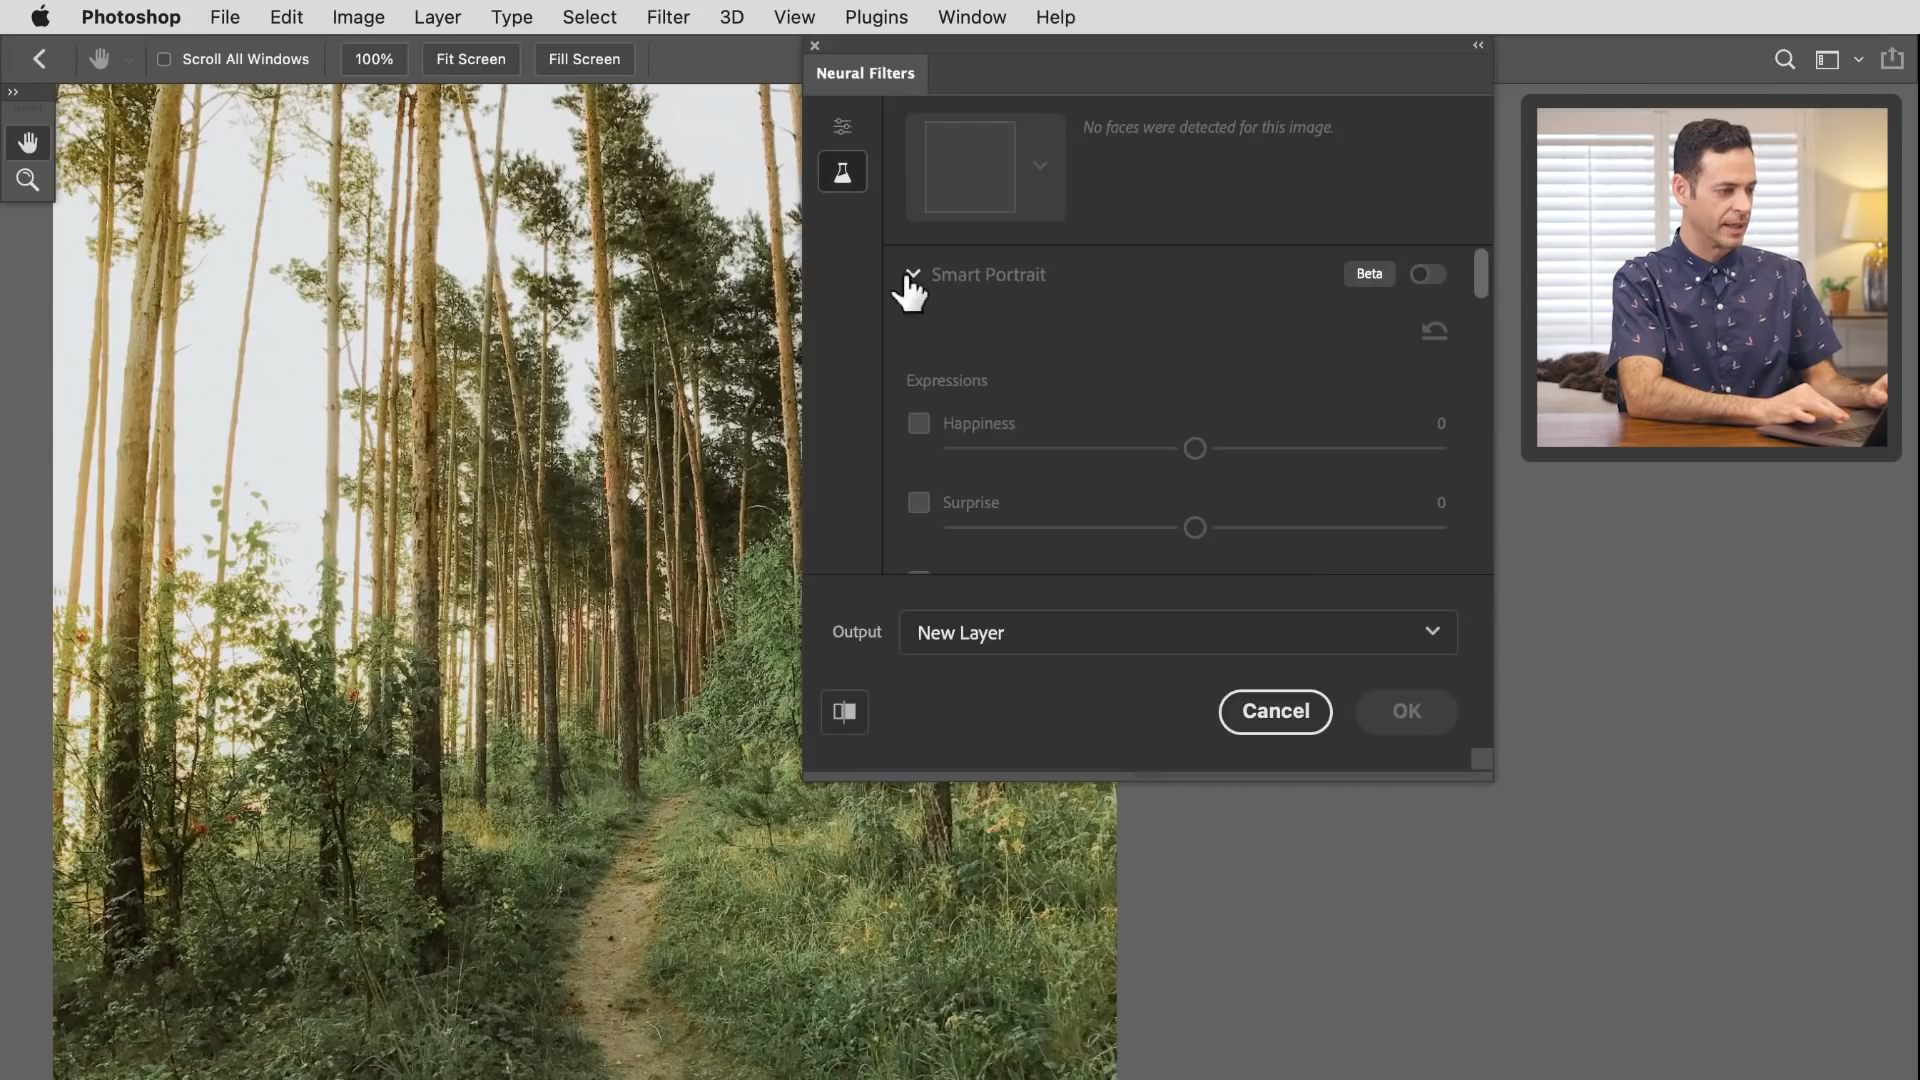 Photoshop File Edit Image Layer Type Select Filter 3D View Plugins Window Help
Scroll All Windows 100% Fit Screen Fill Screen
Neural Filters
No faces were detected for this image.
Smart Portrait Beta
Expressions
Happiness 0
Surprise 0
Output New Layer
Cancel OK